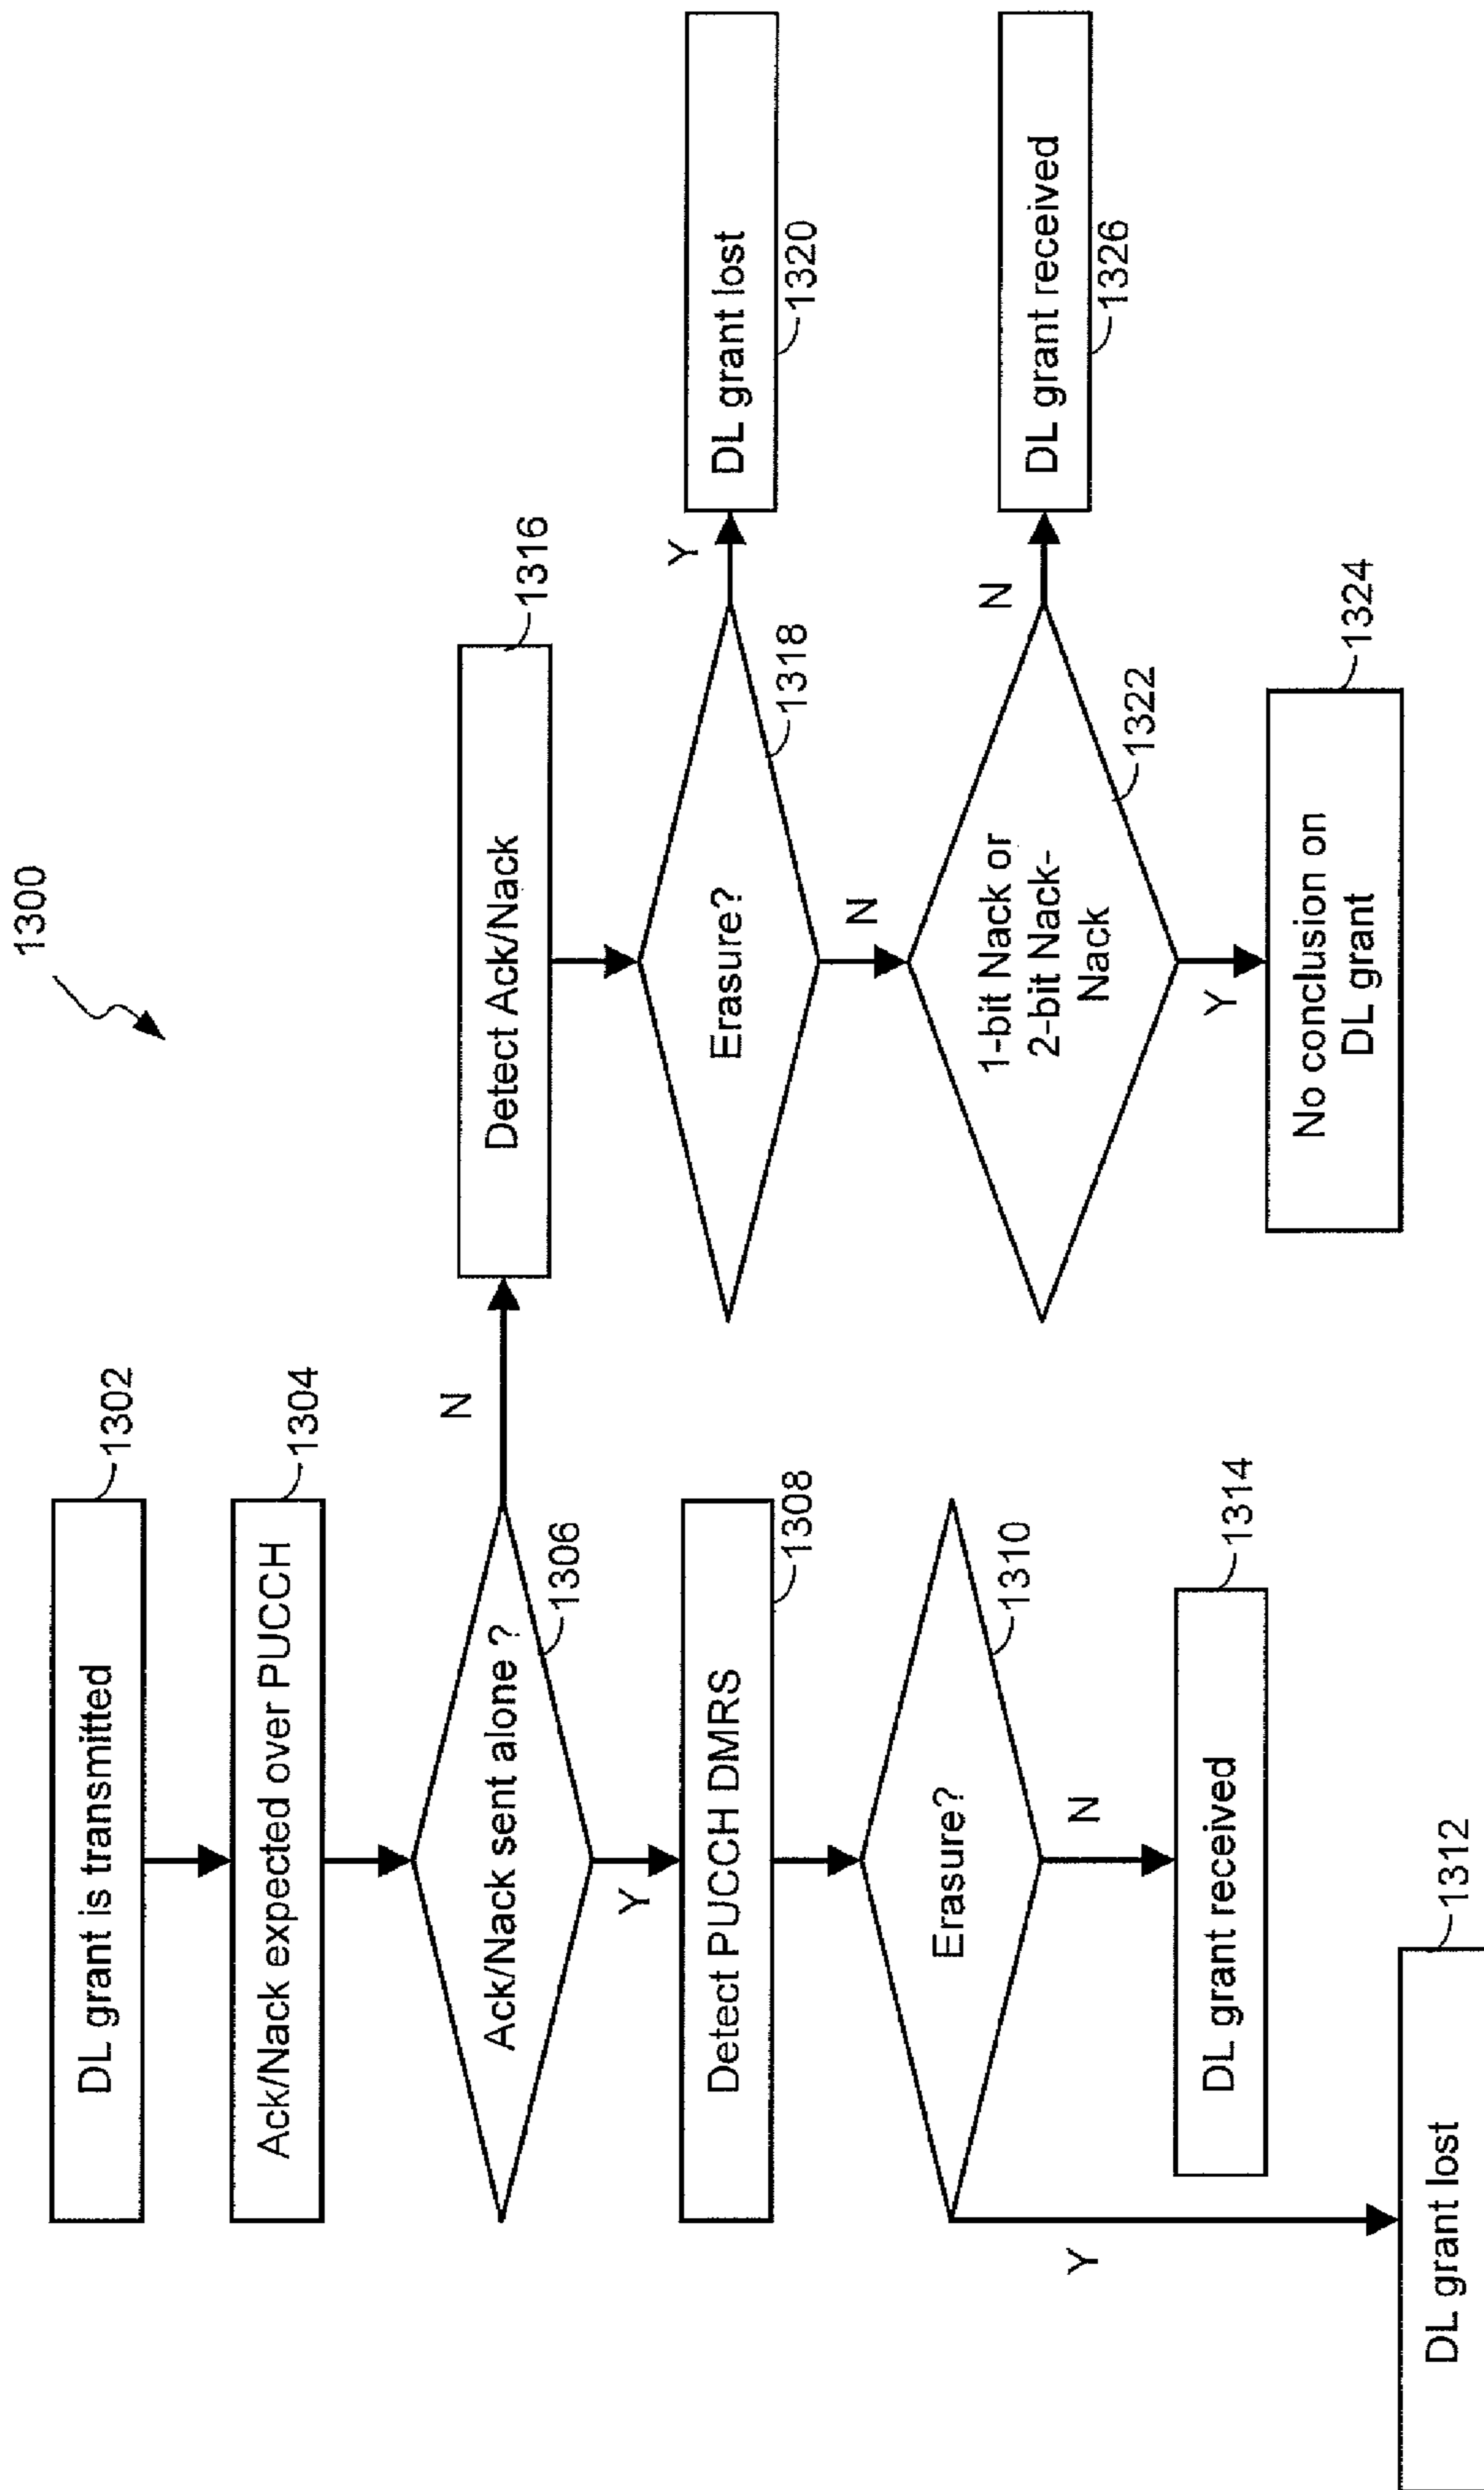 1300
DL grant is transmitted
1302
Ack/Nack expected over PUCCH
1304
Ack/Nack sent alone ?
1306
N
Y
Detect PUCCH DMRS
1308
Erasure?
1310
N
Y
DL grant received
1314
DL grant lost
1312
Detect Ack/Nack
1316
Erasure?
1318
Y
N
DL grant lost
1320
1-bit Nack or
2-bit Nack-
Nack
1322
N
Y
DL grant received
1326
No conclusion on
DL grant
1324